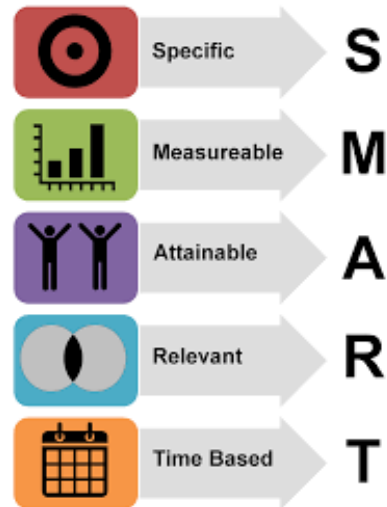 Specific S
Measureable M
Attainable A
Relevant R
Time Based T